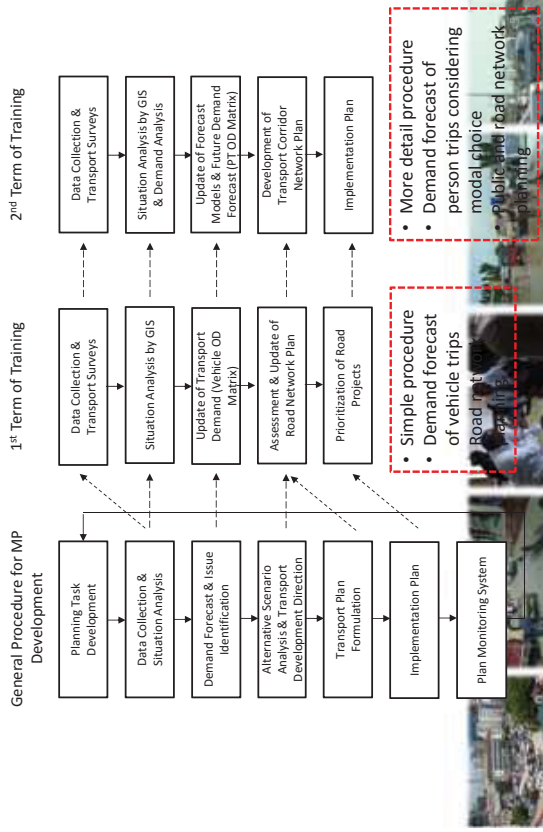 General Procedure for MP
Development
Planning Task
Development
Data Collection &
Situation Analysis
Demand Forecast & Issue
Identification
Alternative Scenario
Analysis & Transport
Development Direction
Transport Plan
Formulation
Implementation Plan
Plan Monitoring System
1st Term of Training
Data Collection &
Transport Surveys
Situation Analysis by GIS
Update of Transport
Demand (Vehicle OD
Matrix)
Assessment & Update of
Road Network Plan
Prioritization of Road
Projects
• Simple procedure
• Demand forecast
of vehicle trips
• Road network
planning
2nd Term of Training
Data Collection &
Transport Surveys
Situation Analysis by GIS
& Demand Analysis
Update of Forecast
Models & Future Demand
Forecast (PT OD Matrix)
Development of
Transport Corridor
Network Plan
Implementation Plan
• More detail procedure
• Demand forecast of
person trips considering
modal choice
• Public and road network
planning